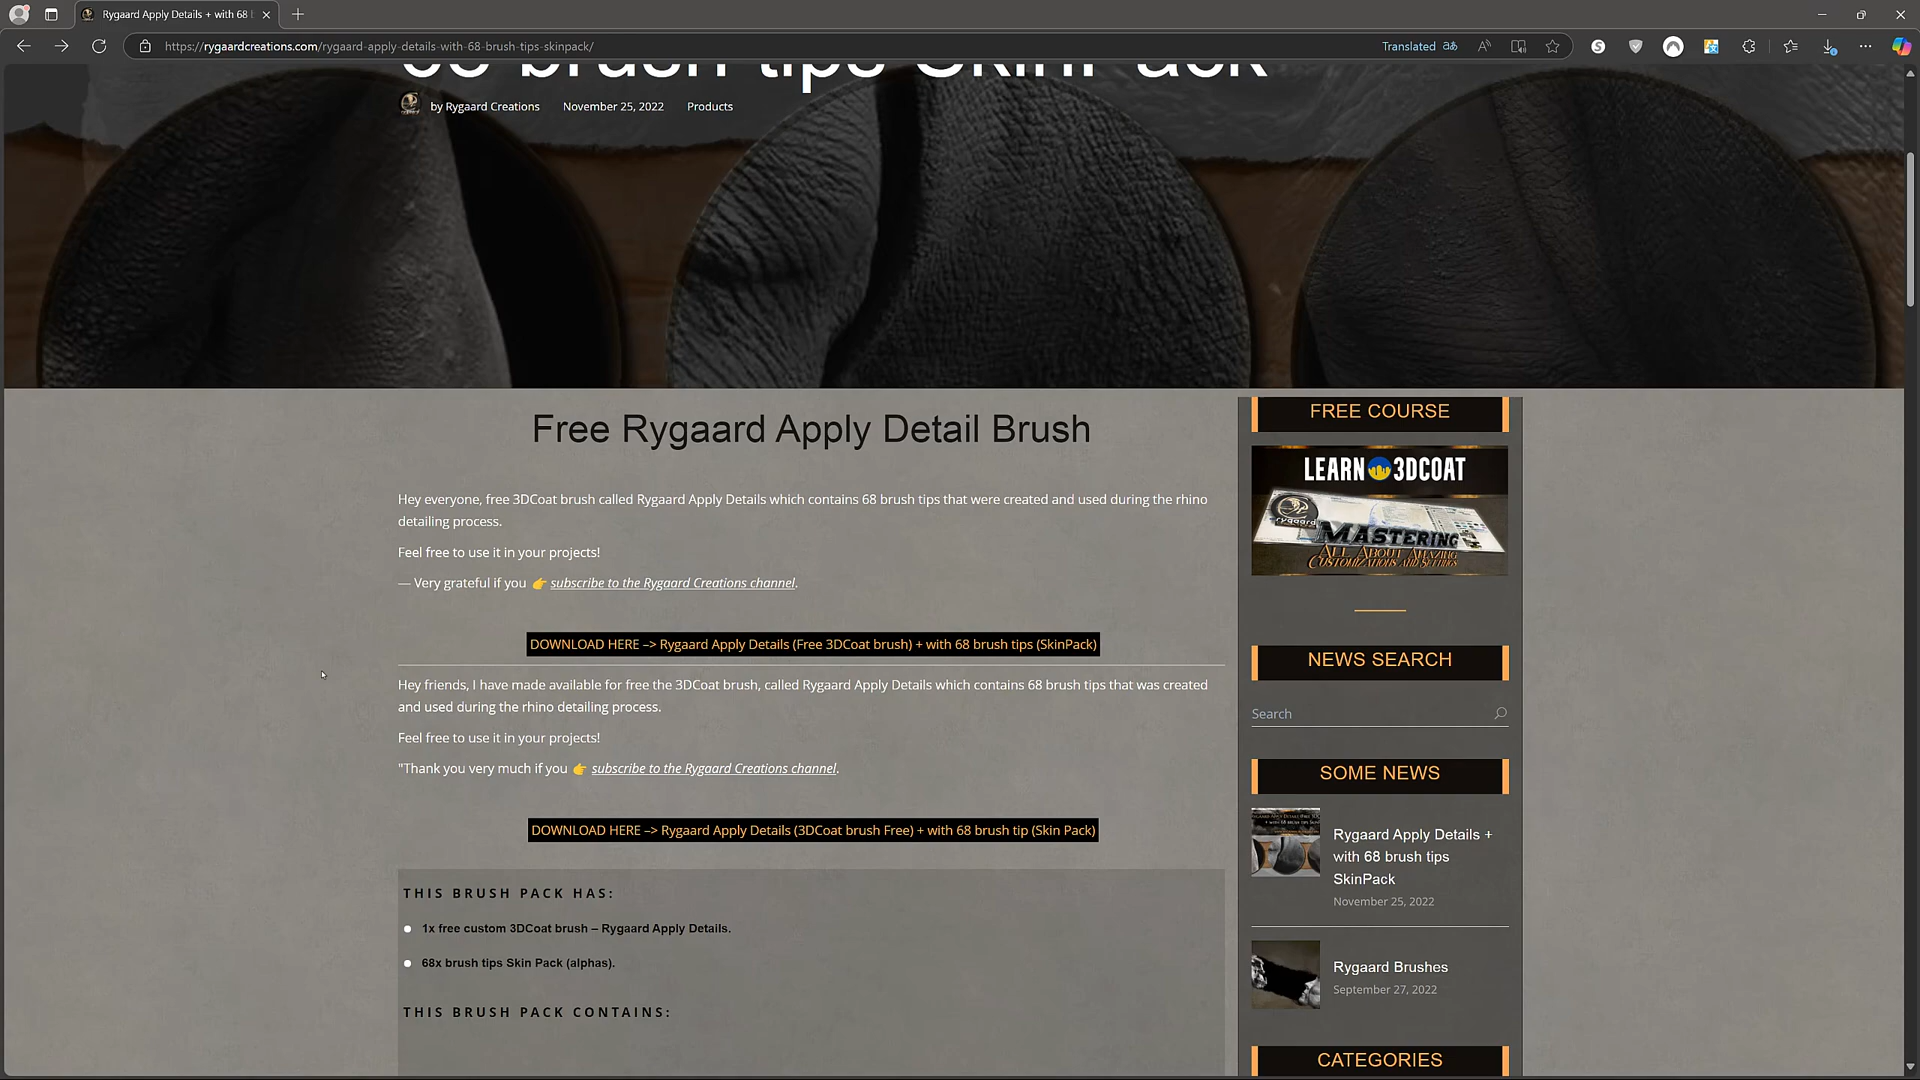 Rygaard Apply Details + with 68
https://rygaardcreations.com/rygaard-apply-details-with-68-brush-tips-skinpack/
Translated
68 brush tips SkinPack
by Rygaard Creations
November 25, 2022
Products
Free Rygaard Apply Detail Brush
Hey everyone, free 3DCoat brush called Rygaard Apply Details which contains 68 brush tips that were created and used during the rhino
detailing process.
Feel free to use it in your projects!
— Very grateful if you 👉 subscribe to the Rygaard Creations channel.
DOWNLOAD HERE –> Rygaard Apply Details (Free 3DCoat brush) + with 68 brush tips (SkinPack)
Hey friends, I have made available for free the 3DCoat brush, called Rygaard Apply Details which contains 68 brush tips that was created
and used during the rhino detailing process.
Feel free to use it in your projects!
"Thank you very much if you 👉 subscribe to the Rygaard Creations channel.
DOWNLOAD HERE –> Rygaard Apply Details (3DCoat brush Free) + with 68 brush tip (Skin Pack)
THIS BRUSH PACK HAS:
1x free custom 3DCoat brush – Rygaard Apply Details.
68x brush tips Skin Pack (alphas).
THIS BRUSH PACK CONTAINS:
FREE COURSE
LEARN 3DCOAT
rygaard
MASTERING
ALL ABOUT AMAZING
CUSTOMIZATIONS AND SETTINGS
NEWS SEARCH
Search
SOME NEWS
Rygaard Apply Details +
with 68 brush tips
SkinPack
November 25, 2022
Rygaard Brushes
September 27, 2022
CATEGORIES